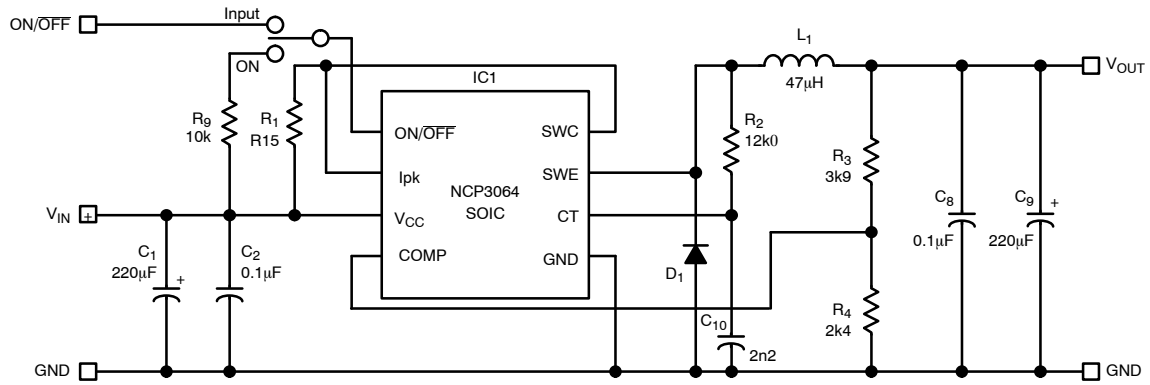 ON/OFF
Input
ON
R9
10k
R1
R15
IC1
ON/OFF
Ipk
VCC
COMP
NCP3064
SOIC
SWC
SWE
CT
GND
L1
47µH
R2
12k0
R3
3k9
R4
2k4
C8
0.1µF
C9
+
220µF
VOUT
VIN
+
C1
220µF
+
C2
0.1µF
D1
C10
2n2
GND
GND